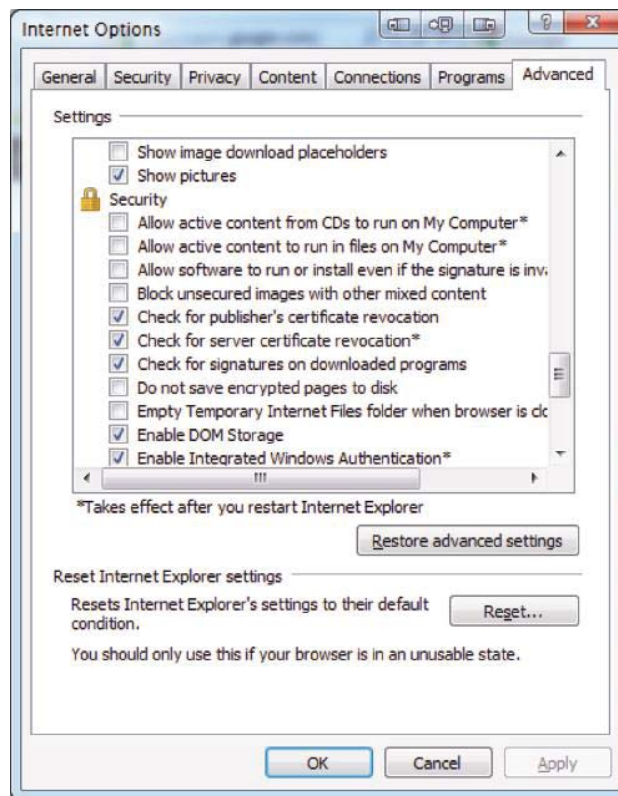 Internet Options
General Security Privacy Content Connections Programs Advanced
Settings
Show image download placeholders
Show pictures
Security
Allow active content from CDs to run on My Computer*
Allow active content to run in files on My Computer*
Allow software to run or install even if the signature is inva
Block unsecured images with other mixed content
Check for publisher's certificate revocation
Check for server certificate revocation*
Check for signatures on downloaded programs
Do not save encrypted pages to disk
Empty Temporary Internet Files folder when browser is clo
Enable DOM Storage
Enable Integrated Windows Authentication*
*Takes effect after you restart Internet Explorer
Restore advanced settings
Reset Internet Explorer settings
Resets Internet Explorer's settings to their default
condition.
Reset...
You should only use this if your browser is in an unusable state.
OK Cancel Apply